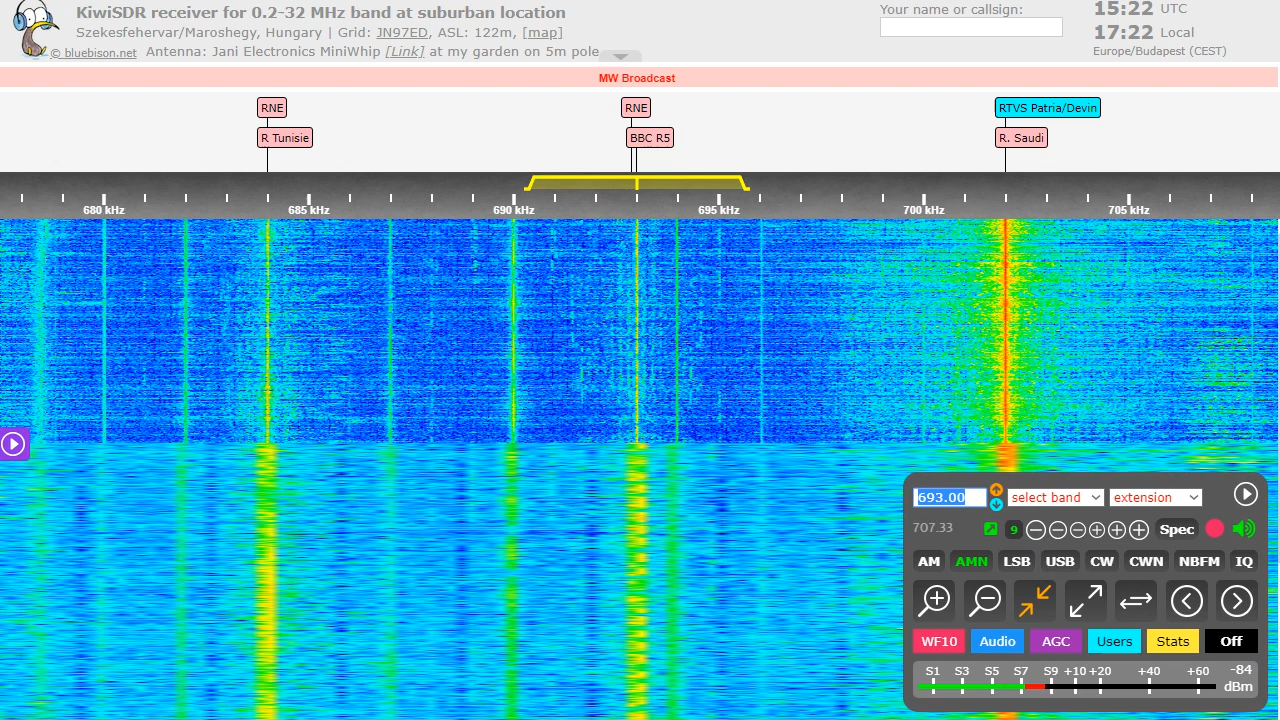 KiwiSDR receiver for 0.2-32 MHz band at suburban location
Szekesfehervar/Maroshegy, Hungary | Grid: JN97ED, ASL: 122m, [map]
© bluebison.net Antenna: Jani Electronics MiniWhip [Link] at my garden on 5m pole
Your name or callsign:
15:22 UTC
17:22 Local
Europe/Budapest (CEST)
MW Broadcast
RNE RNE RTVS Patria/Devin
R Tunisie BBC R5 R. Saudi
680 kHz 685 kHz 690 kHz 695 kHz 700 kHz 705 kHz
693.00 select band extension
707.33 9 Spec
AM AMN LSB USB CW CWN NBFM IQ
WF10 Audio AGC Users Stats Off
S1 S3 S5 S7 S9 +10 +20 +40 +60 -84
dBm